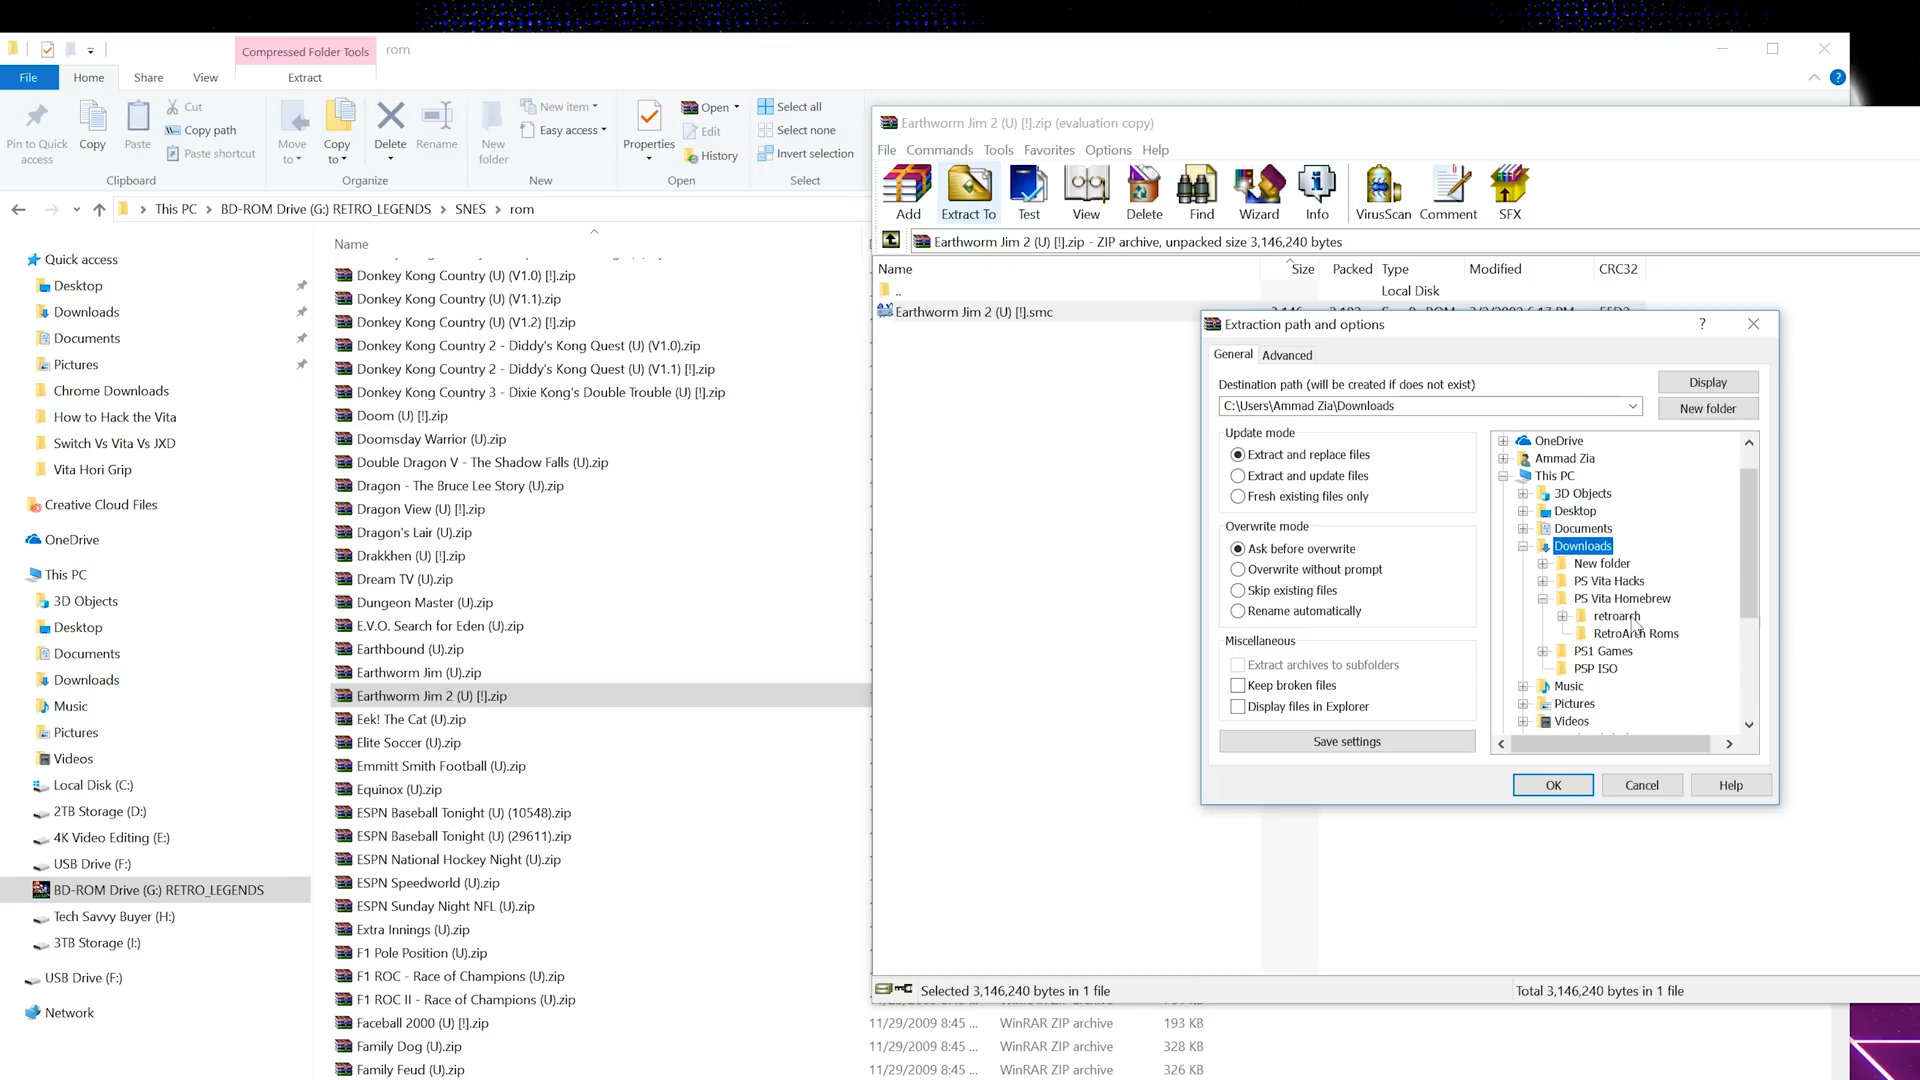 Compressed Folder Tools
rom
File
Home
Share
View
Extract
Pin to Quick access
Copy
Paste
Cut
Copy path
Paste shortcut
Clipboard
Move to
Copy to
Delete
Rename
Organize
New folder
New item
Easy access
New
Properties
Open
Edit
History
Open
Select all
Select none
Invert selection
Select
This PC > BD-ROM Drive (G:) RETRO_LEGENDS > SNES > rom
Quick access
Desktop
Downloads
Documents
Pictures
Chrome Downloads
How to Hack the Vita
Switch Vs Vita Vs JXD
Vita Hori Grip
Creative Cloud Files
OneDrive
This PC
3D Objects
Desktop
Documents
Downloads
Music
Pictures
Videos
Local Disk (C:)
2TB Storage (D:)
4K Video Editing (E:)
USB Drive (F:)
BD-ROM Drive (G:) RETRO_LEGENDS
Tech Savvy Buyer (H:)
3TB Storage (I:)
USB Drive (F:)
Network
Name
Donkey Kong Country (U) (V1.0) [!].zip
Donkey Kong Country (U) (V1.1).zip
Donkey Kong Country (U) (V1.2) [!].zip
Donkey Kong Country 2 - Diddy's Kong Quest (U) (V1.0).zip
Donkey Kong Country 2 - Diddy's Kong Quest (U) (V1.1) [!].zip
Donkey Kong Country 3 - Dixie Kong's Double Trouble (U) [!].zip
Doom (U) [!].zip
Doomsday Warrior (U).zip
Double Dragon V - The Shadow Falls (U).zip
Dragon - The Bruce Lee Story (U).zip
Dragon View (U) [!].zip
Dragon's Lair (U).zip
Drakkhen (U) [!].zip
Dream TV (U).zip
Dungeon Master (U).zip
E.V.O. Search for Eden (U).zip
Earthbound (U).zip
Earthworm Jim (U).zip
Earthworm Jim 2 (U) [!].zip
Eek! The Cat (U).zip
Elite Soccer (U).zip
Emmitt Smith Football (U).zip
Equinox (U).zip
ESPN Baseball Tonight (U) (10548).zip
ESPN Baseball Tonight (U) (29611).zip
ESPN National Hockey Night (U).zip
ESPN Speedworld (U).zip
ESPN Sunday Night NFL (U).zip
Extra Innings (U).zip
F1 Pole Position (U).zip
F1 ROC - Race of Champions (U).zip
F1 ROC II - Race of Champions (U).zip
Faceball 2000 (U) [!].zip 11/29/2009 8:45 ... WinRAR ZIP archive 193 KB
Family Dog (U).zip 11/29/2009 8:45 ... WinRAR ZIP archive 328 KB
Family Feud (U).zip 11/29/2009 8:45 ... WinRAR ZIP archive 326 KB
Earthworm Jim 2 (U) [!].zip (evaluation copy)
File Commands Tools Favorites Options Help
Add
Extract To
Test
View
Delete
Find
Wizard
Info
VirusScan
Comment
SFX
Earthworm Jim 2 (U) [!].zip - ZIP archive, unpacked size 3,146,240 bytes
Name Size Packed Type Modified CRC32
.. Local Disk
Earthworm Jim 2 (U) [!].smc
Extraction path and options
General
Advanced
Destination path (will be created if does not exist)
C:\Users\Ammad Zia\Downloads
Display
New folder
Update mode
Extract and replace files
Extract and update files
Fresh existing files only
Overwrite mode
Ask before overwrite
Overwrite without prompt
Skip existing files
Rename automatically
Miscellaneous
Extract archives to subfolders
Keep broken files
Display files in Explorer
Save settings
OneDrive
Ammad Zia
This PC
3D Objects
Desktop
Documents
Downloads
New folder
PS Vita Hacks
PS Vita Homebrew
retroarch
RetroArch Roms
PS1 Games
PSP ISO
Music
Pictures
Videos
OK
Cancel
Help
Selected 3,146,240 bytes in 1 file
Total 3,146,240 bytes in 1 file